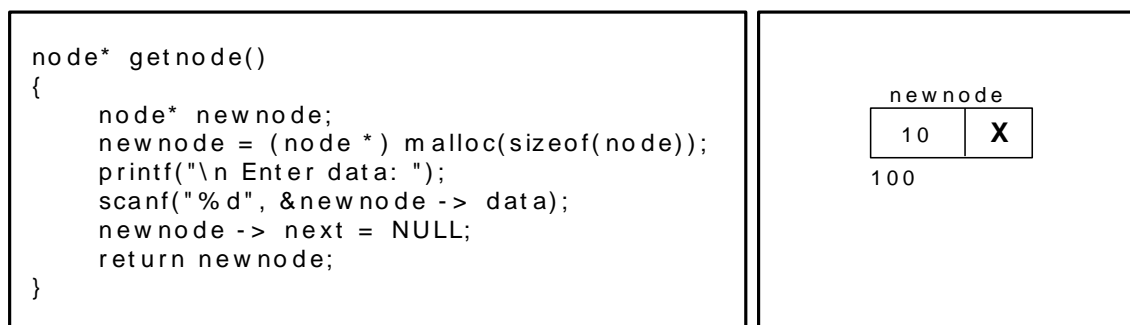 node* getnode()
{
node* newnode;
newnode = (node *) malloc(sizeof(node));
printf("\n Enter data: ");
scanf("%d", &newnode -> data);
newnode -> next = NULL;
return newnode;
}
newnode
10 X
100